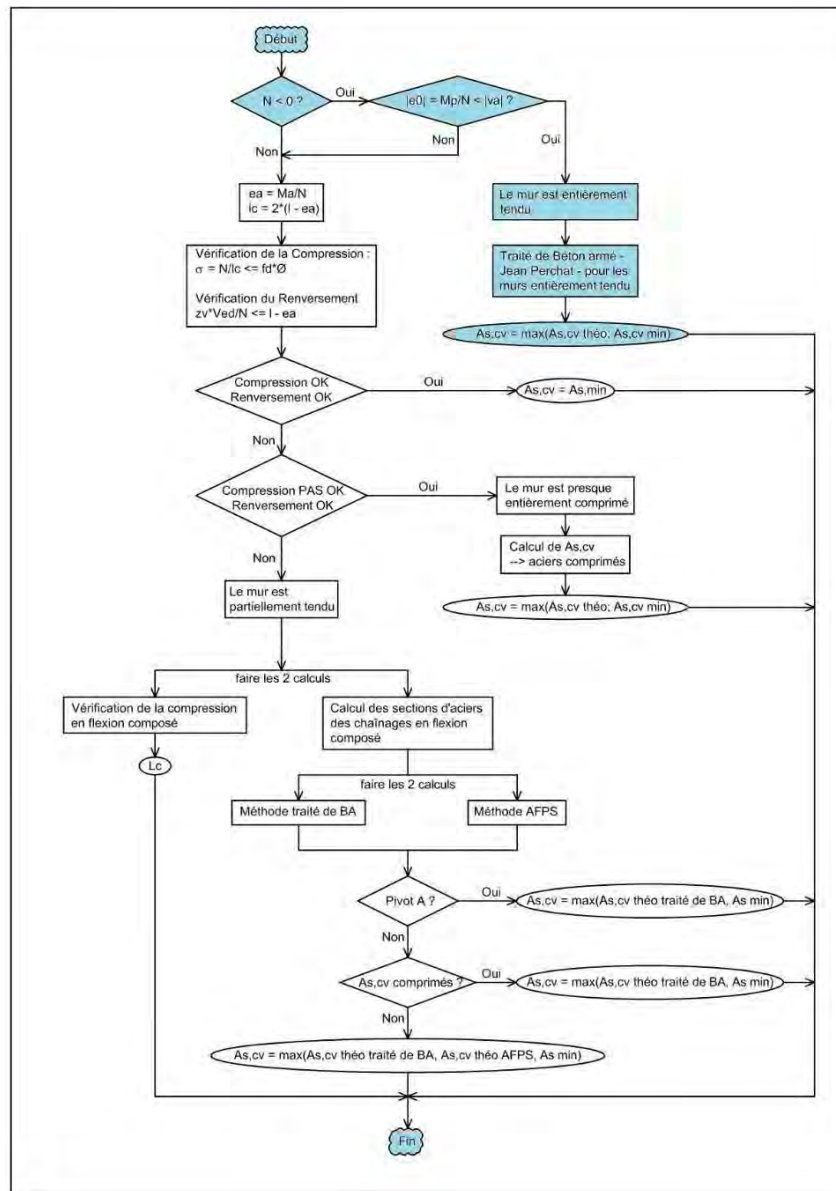 Début
N < 0 ?
Oui
|e0| = Mp/N < |va| ?
Non
Non
Oui
ea = Ma/N
lc = 2*(l - ea)
Le mur est entièrement
tendu
Vérification de la Compression :
σ = N/lc <= fd*Ø
Vérification du Renversement
zv*Ved/N <= l - ea
Traité de Béton armé -
Jean Perchat - pour les
murs entièrement tendu
As,cv = max(As,cv théo; As,cv min)
Compression OK
Renversement OK
Oui
As,cv = As,min
Non
Compression PAS OK
Renversement OK
Oui
Le mur est presque
entièrement comprimé
Non
Calcul de As,cv
--> aciers comprimés
Le mur est
partiellement tendu
As,cv = max(As,cv théo; As,cv min)
faire les 2 calculs
Vérification de la compression
en flexion composé
Calcul des sections d'aciers
des chaînages en flexion
composé
Lc
faire les 2 calculs
Méthode traité de BA
Méthode AFPS
Pivot A ?
Oui
As,cv = max(As,cv théo traité de BA, As min)
Non
As,cv comprimés ?
Oui
As,cv = max(As,cv théo traité de BA, As min)
Non
As,cv = max(As,cv théo traité de BA, As,cv théo AFPS, As min)
Fin